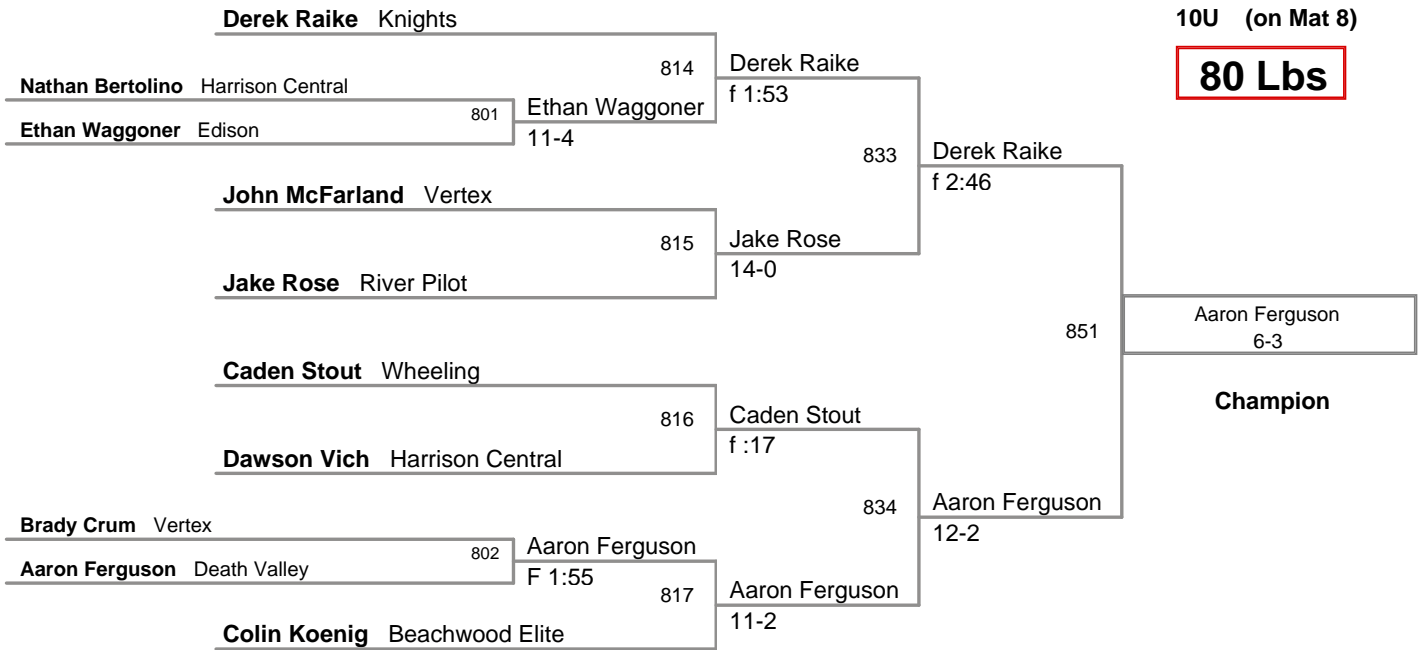 Derek Raike Knights
10U (on Mat 8)
80 Lbs
814
Derek Raike
f 1:53
Nathan Bertolino Harrison Central
801
Ethan Waggoner
11-4
Ethan Waggoner Edison
833
Derek Raike
f 2:46
John McFarland Vertex
815
Jake Rose
14-0
Jake Rose River Pilot
851
Aaron Ferguson
6-3
Champion
Caden Stout Wheeling
816
Caden Stout
f :17
Dawson Vich Harrison Central
834
Aaron Ferguson
12-2
Brady Crum Vertex
802
Aaron Ferguson
F 1:55
Aaron Ferguson Death Valley
817
Aaron Ferguson
11-2
Colin Koenig Beachwood Elite